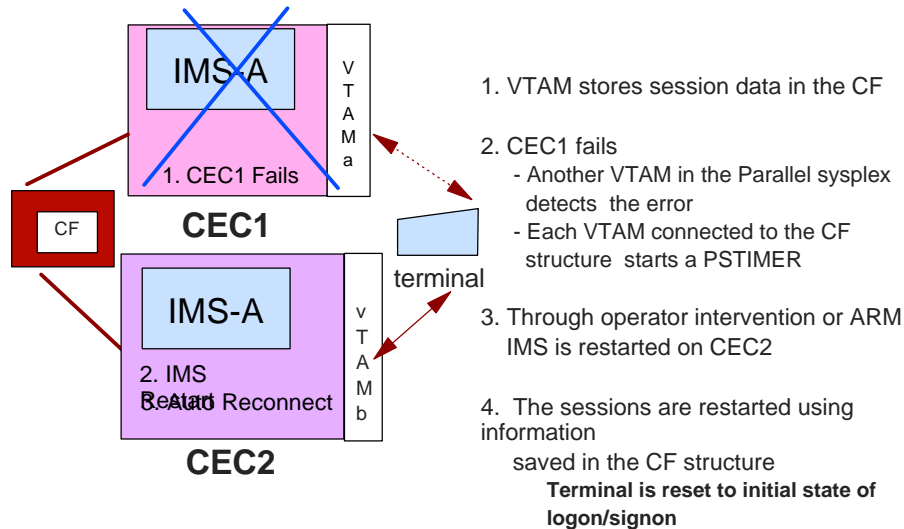 IMS-A
V
T
A
M
a
1. CEC1 Fails
CEC1
CF
terminal
IMS-A
v
T
A
M
b
2. IMS
Restart
3. Auto Reconnect
CEC2
1. VTAM stores session data in the CF
2. CEC1 fails
- Another VTAM in the Parallel sysplex
detects the error
- Each VTAM connected to the CF
structure starts a PSTIMER
3. Through operator intervention or ARM
IMS is restarted on CEC2
4. The sessions are restarted using
information
saved in the CF structure
Terminal is reset to initial state of
logon/signon